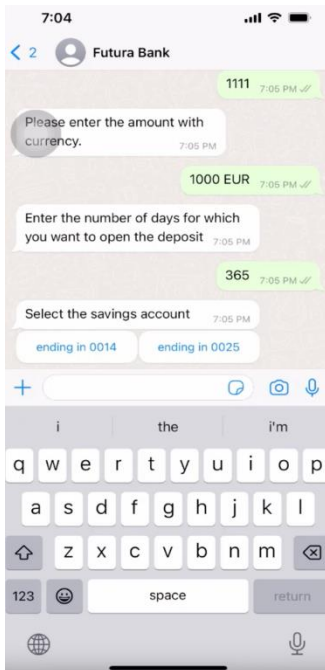 7:04
2 Futura Bank
1111 7:05 PM
Please enter the amount with
currency. 7:05 PM
1000 EUR 7:05 PM
Enter the number of days for which
you want to open the deposit 7:05 PM
365 7:05 PM
Select the savings account 7:05 PM
ending in 0014 ending in 0025
i the i'm
q w e r t y u i o p
a s d f g h j k l
z x c v b n m
123 space return